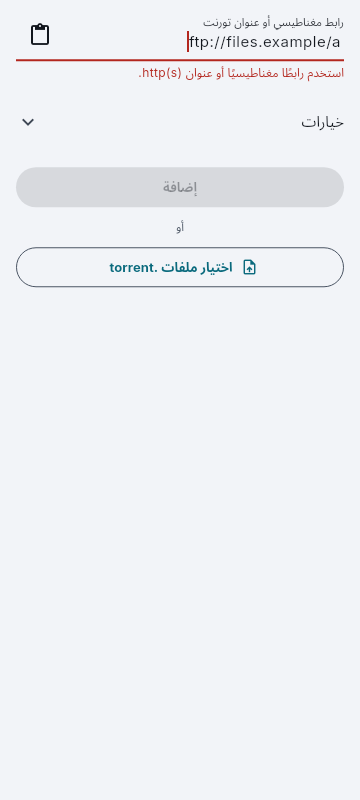 رابط مغناطيسي أو عنوان تورنت
ftp://files.example/a
استخدم رابطًا مغناطيسيًا أو عنوان http(s).
خيارات
إضافة
أو
اختيار ملفات .torrent